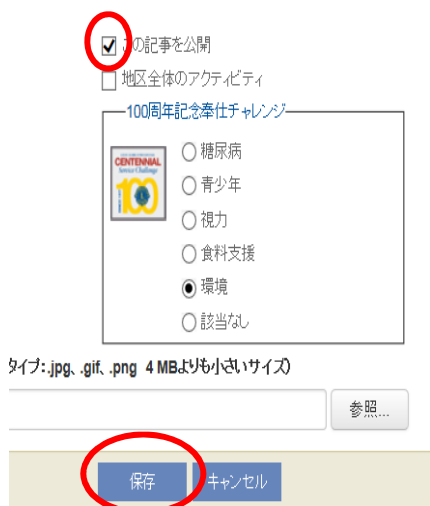 この記事を公開
地区全体のアクティビティ
100周年記念奉仕チャレンジ
CENTENNIAL
Service Challenge
100
糖尿病
青少年
視力
食料支援
環境
該当なし
タイプ:.jpg、.gif、.png 4 MBよりも小さいサイズ)
参照...
保存
キャンセル